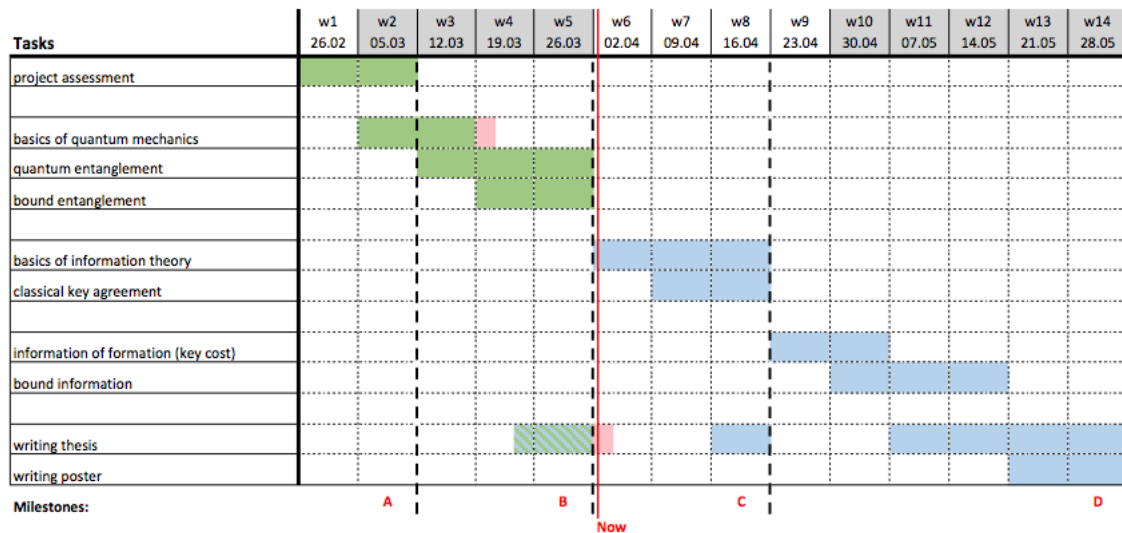 w1 w2 w3 w4 w5 w6 w7 w8 w9 w10 w11 w12 w13 w14
Tasks 26.02 05.03 12.03 19.03 26.03 02.04 09.04 16.04 23.04 30.04 07.05 14.05 21.05 28.05
project assessment
basics of quantum mechanics
quantum entanglement
bound entanglement
basics of information theory
classical key agreement
information of formation (key cost)
bound information
writing thesis
writing poster
Milestones: A B C D
Now